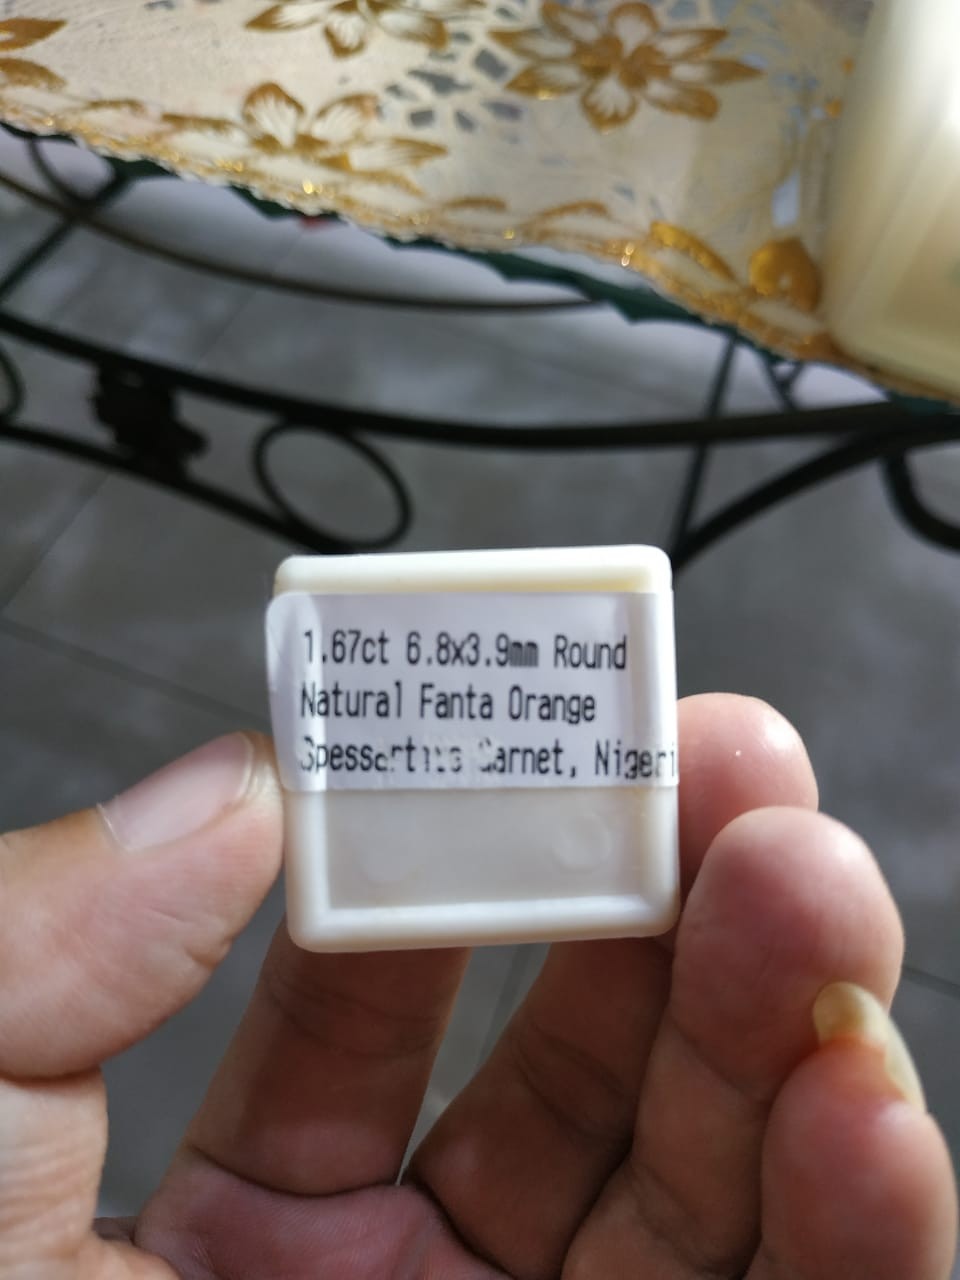 1.67ct 6.8x3.9mm Round
Natural Fanta Orange
Garnet, Nigeri